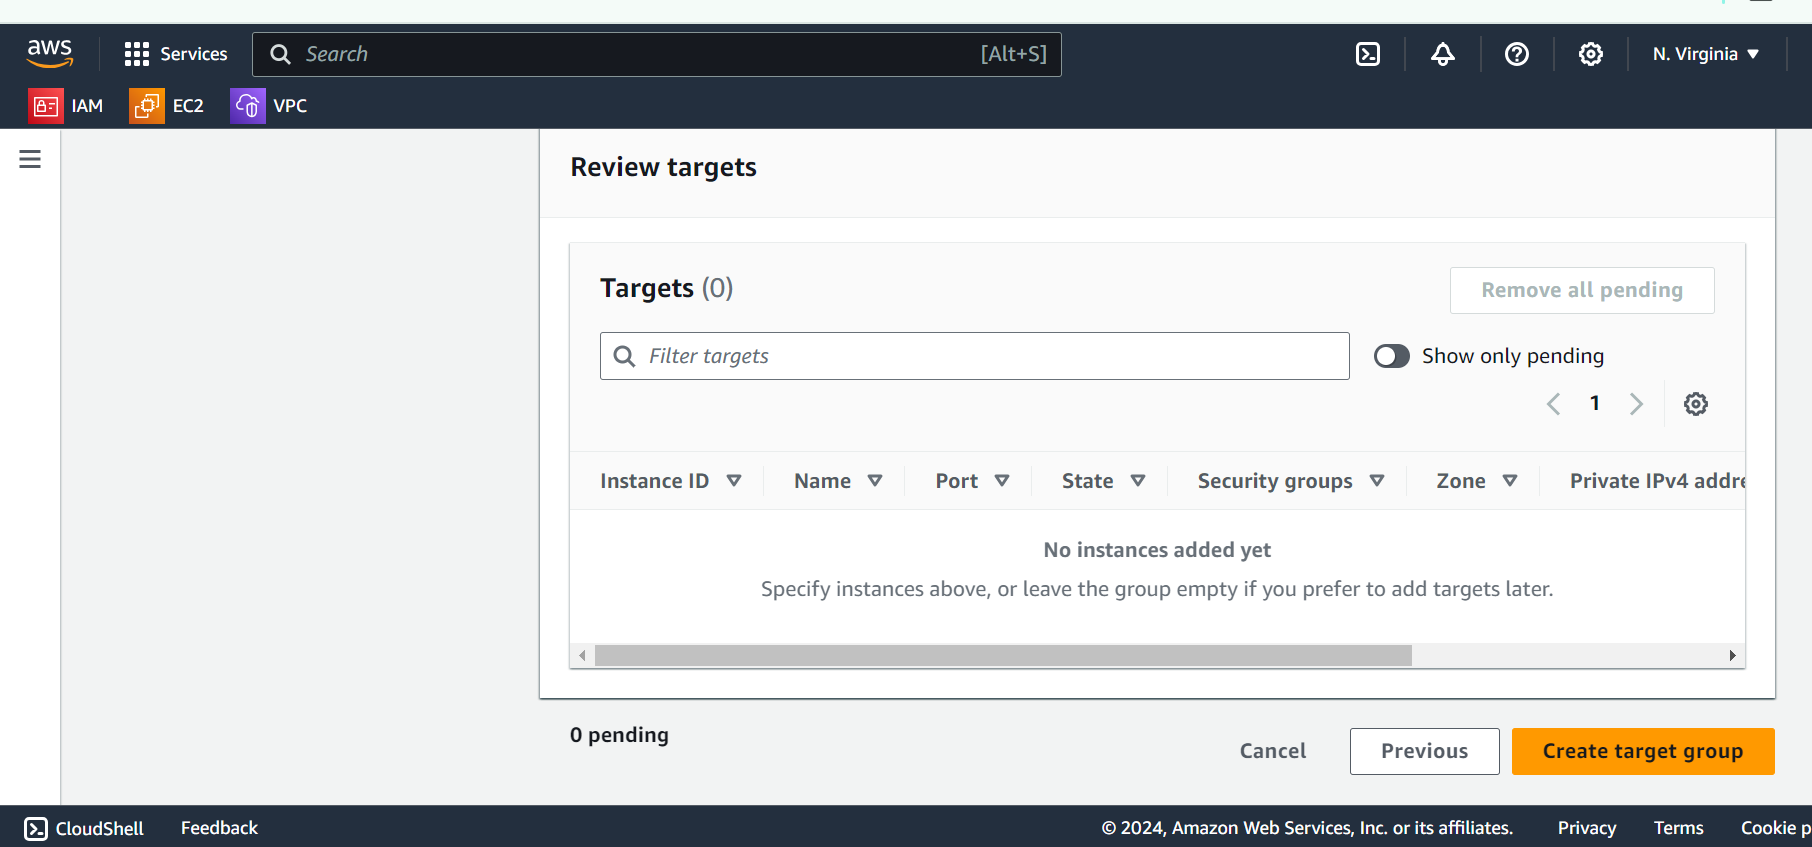 aws
Services
Search
[Alt+S]
N. Virginia
IAM
EC2
VPC
Review targets
Targets (0)
Remove all pending
Filter targets
Show only pending
1
Instance ID
Name
Port
State
Security groups
Zone
Private IPv4 addre
No instances added yet
Specify instances above, or leave the group empty if you prefer to add targets later.
0 pending
Cancel
Previous
Create target group
CloudShell
Feedback
© 2024, Amazon Web Services, Inc. or its affiliates.
Privacy
Terms
Cookie p